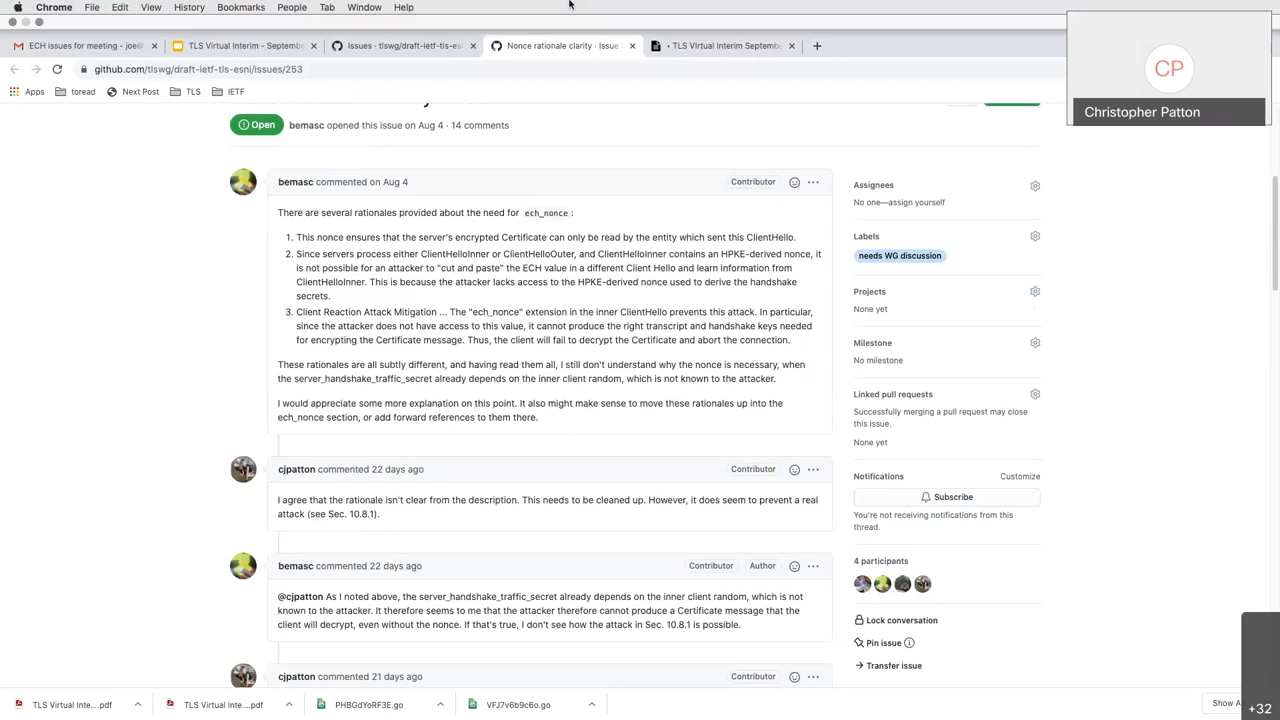 Chrome File Edit View History Bookmarks People Tab Window Help
ECH issues for meeting - joe@
TLS Virtual Interim - Septembe
Issues · tlswg/draft-ietf-tls-es
Nonce rationale clarity · Issue
• TLS VIrtual Interim Septembe
github.com/tlswg/draft-ietf-tls-esni/issues/253
Apps toread Next Post TLS IETF
CP
Christopher Patton
Open bemasc opened this issue on Aug 4 · 14 comments
bemasc commented on Aug 4 Contributor
There are several rationales provided about the need for ech_nonce :
1. This nonce ensures that the server's encrypted Certificate can only be read by the entity which sent this ClientHello.
2. Since servers process either ClientHelloInner or ClientHelloOuter, and ClientHelloInner contains an HPKE-derived nonce, it
is not possible for an attacker to "cut and paste" the ECH value in a different Client Hello and learn information from
ClientHelloInner. This is because the attacker lacks access to the HPKE-derived nonce used to derive the handshake
secrets.
3. Client Reaction Attack Mitigation ... The "ech_nonce" extension in the inner ClientHello prevents this attack. In particular,
since the attacker does not have access to this value, it cannot produce the right transcript and handshake keys needed
for encrypting the Certificate message. Thus, the client will fail to decrypt the Certificate and abort the connection.
These rationales are all subtly different, and having read them all, I still don't understand why the nonce is necessary, when
the server_handshake_traffic_secret already depends on the inner client random, which is not known to the attacker.
I would appreciate some more explanation on this point. It also might make sense to move these rationales up into the
ech_nonce section, or add forward references to them there.
cjpatton commented 22 days ago Contributor
I agree that the rationale isn't clear from the description. This needs to be cleaned up. However, it does seem to prevent a real
attack (see Sec. 10.8.1).
bemasc commented 22 days ago Contributor Author
@cjpatton As I noted above, the server_handshake_traffic_secret already depends on the inner client random, which is not
known to the attacker. It therefore seems to me that the attacker therefore cannot produce a Certificate message that the
client will decrypt, even without the nonce. If that's true, I don't see how the attack in Sec. 10.8.1 is possible.
cjpatton commented 21 days ago Contributor
Assignees
No one—assign yourself
Labels
needs WG discussion
Projects
None yet
Milestone
No milestone
Linked pull requests
Successfully merging a pull request may close
this issue.
None yet
Notifications Customize
Subscribe
You're not receiving notifications from this
thread.
4 participants
Lock conversation
Pin issue
Transfer issue
TLS Virtual Inte....pdf
TLS Virtual Inte....pdf
PHBGdYoRF3E.go
VFJ7v6b9c6o.go
Show A
+32